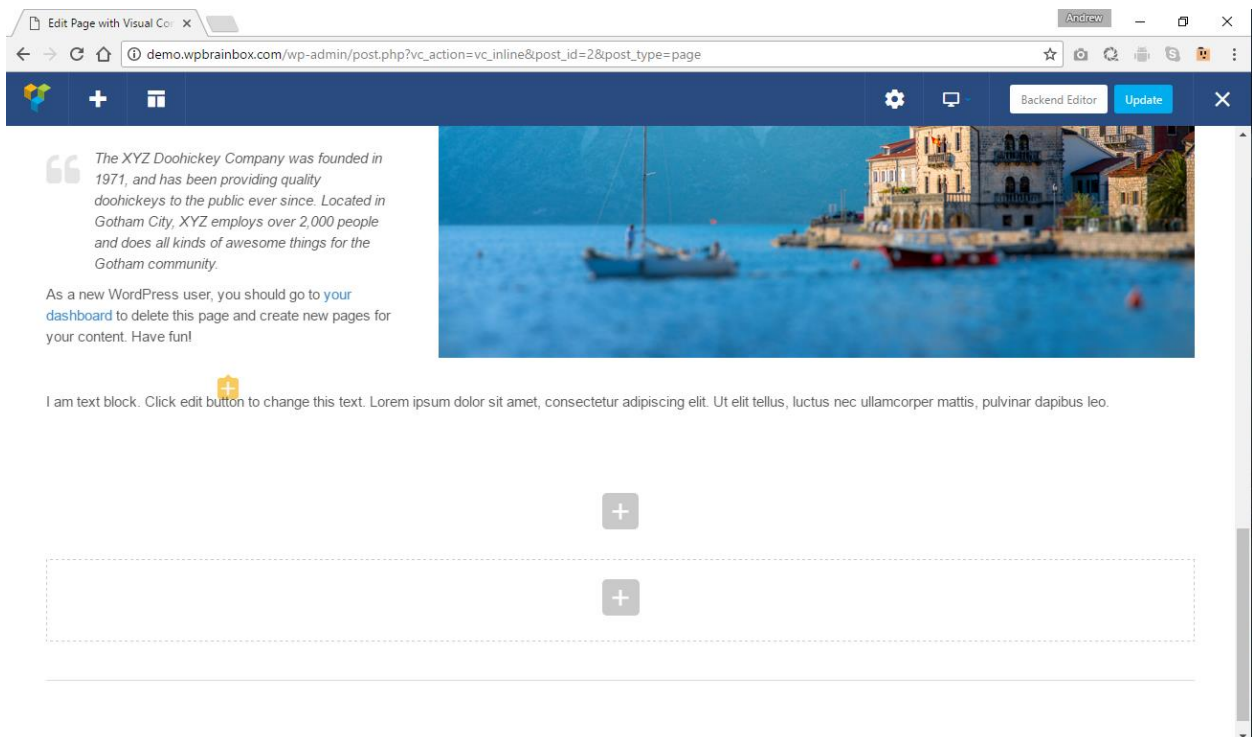 Edit Page with Visual Cor
Andrew
demo.wpbrainbox.com/wp-admin/post.php?vc_action=vc_inline&post_id=2&post_type=page
Backend Editor
Update
The XYZ Doohickey Company was founded in
1971, and has been providing quality
doohickeys to the public ever since. Located in
Gotham City, XYZ employs over 2,000 people
and does all kinds of awesome things for the
Gotham community.
As a new WordPress user, you should go to your
dashboard to delete this page and create new pages for
your content. Have fun!
I am text block. Click edit button to change this text. Lorem ipsum dolor sit amet, consectetur adipiscing elit. Ut elit tellus, luctus nec ullamcorper mattis, pulvinar dapibus leo.